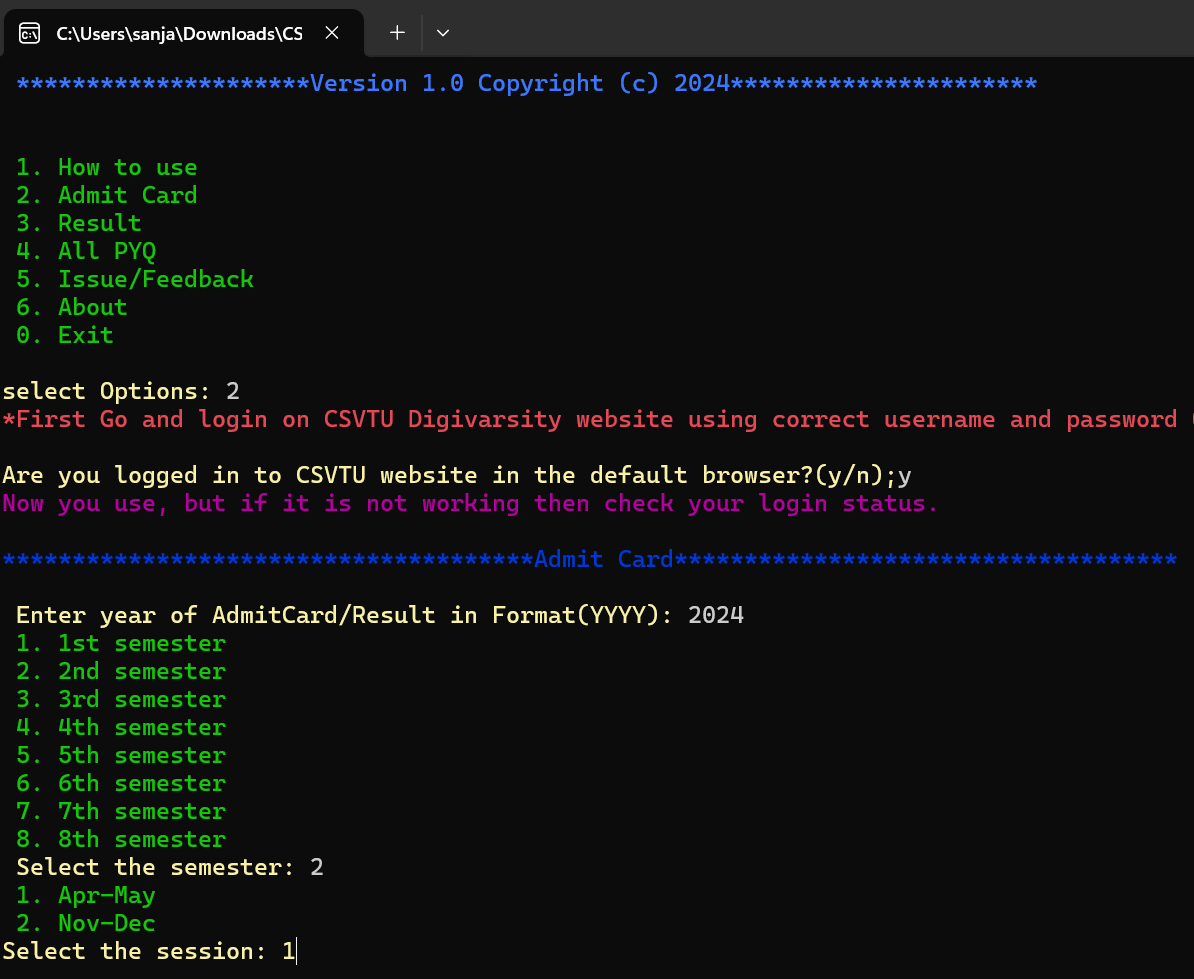 C:\Users\sanja\Downloads\CS
*********************Version 1.0 Copyright (c) 2024**********************
1. How to use
2. Admit Card
3. Result
4. All PYQ
5. Issue/Feedback
6. About
0. Exit
select Options: 2
*First Go and login on CSVTU Digivarsity website using correct username and password
Are you logged in to CSVTU website in the default browser?(y/n);y
Now you use, but if it is not working then check your login status.
**************************************Admit Card************************************
Enter year of AdmitCard/Result in Format(YYYY): 2024
1. 1st semester
2. 2nd semester
3. 3rd semester
4. 4th semester
5. 5th semester
6. 6th semester
7. 7th semester
8. 8th semester
Select the semester: 2
1. Apr-May
2. Nov-Dec
Select the session: 1